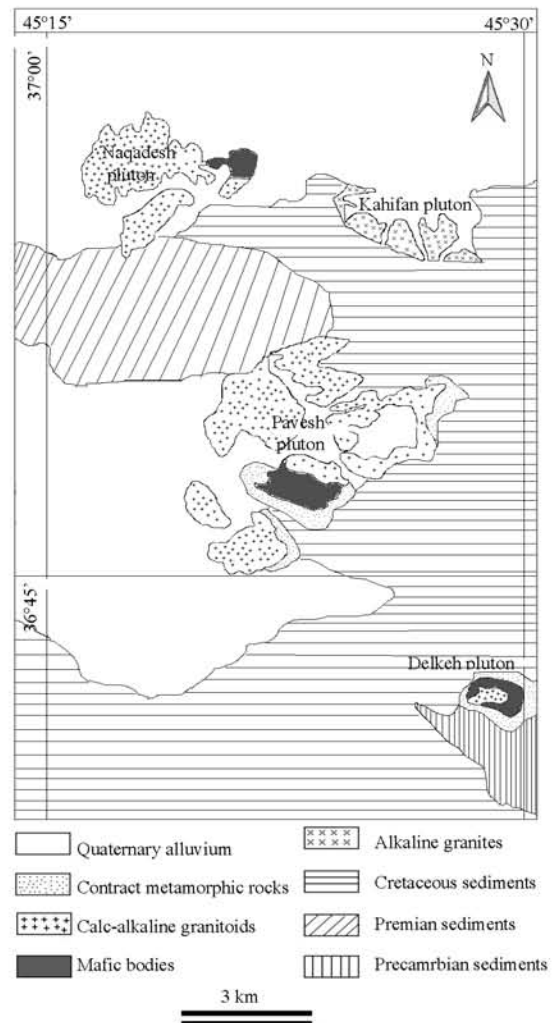 45°15’
45°30’
37°00’
N
Naqadesh
pluton
Kahifan pluton
Pavesh
pluton
36°45’
Delkeh pluton
Quaternary alluvium
Contract metamorphic rocks
Calc-alkaline granitoids
Mafic bodies
Alkaline granites
Cretaceous sediments
Premian sediments
Precamrbian sediments
3 km